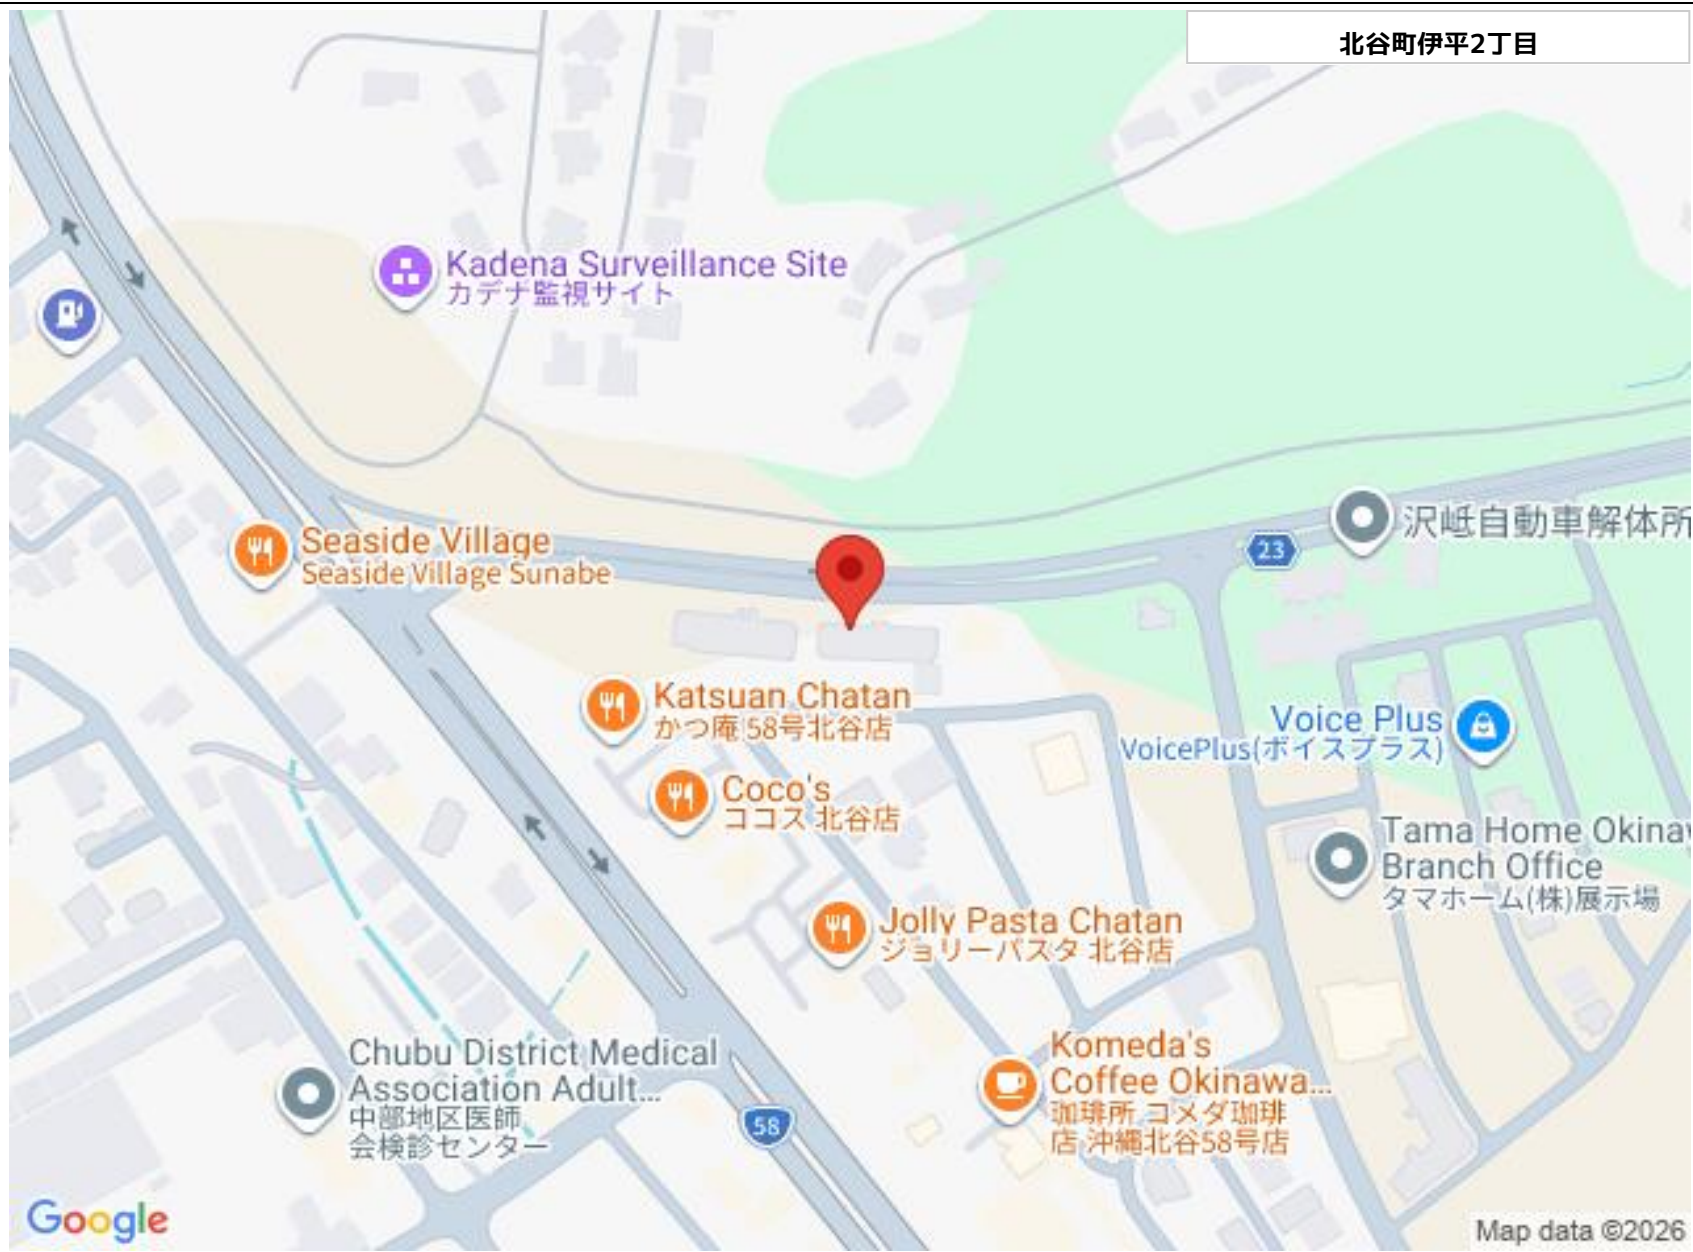 北谷町伊平2丁目
Kadena Surveillance Site
カデナ監視サイト
沢岻自動車解体所
23
Seaside Village
Seaside Village Sunabe
Katsuan Chatan
かつ庵 58号北谷店
Voice Plus
VoicePlus(ボイスプラス)
Coco's
ココス 北谷店
Tama Home Okinaw
Branch Office
タマホーム(株)展示場
Jolly Pasta Chatan
ジョリーパスタ 北谷店
Komeda's
Coffee Okinawa...
珈琲所 コメダ珈琲
店 沖縄北谷58号店
Chubu District Medical
Association Adult...
中部地区医師
会検診センター
58
Google
Map data ©2026